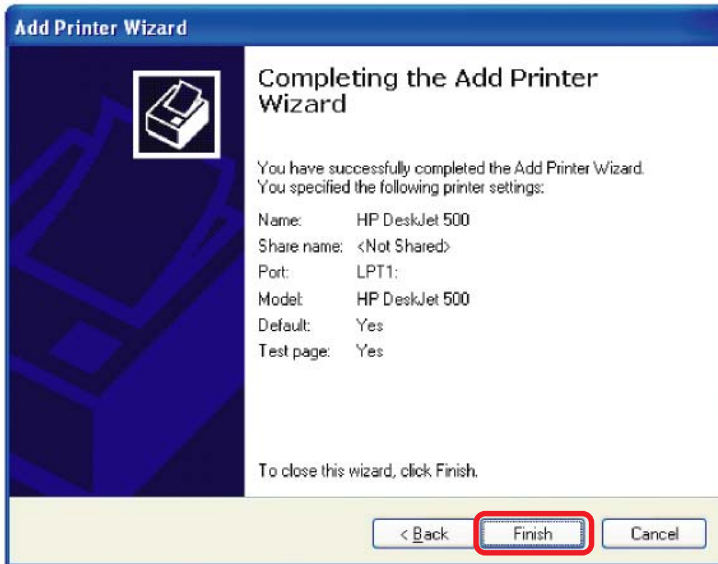 Add Printer Wizard
Completing the Add Printer
Wizard
You have successfully completed the Add Printer Wizard.
You specified the following printer settings:
Name: HP DeskJet 500
Share name: <Not Shared>
Port: LPT1:
Model: HP DeskJet 500
Default: Yes
Test page: Yes
To close this wizard, click Finish.
< Back Finish Cancel